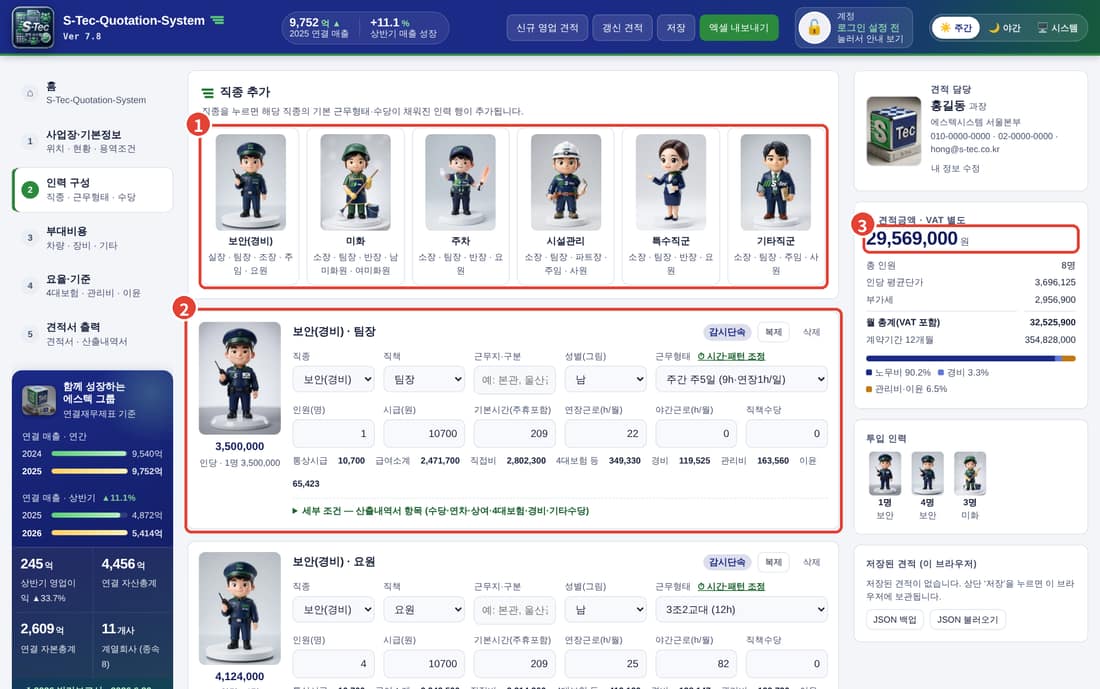 S-Tec-Quotation-System
Ver 7.8
9,752 억 ▲
2025 연결 매출
+11.1 %
상반기 매출 성장
신규 영업 견적
갱신 견적
저장
엑셀 내보내기
계정
로그인 설정 전
눌러서 안내 보기
주간
야간
시스템
홈
S-Tec-Quotation-System
1
사업장·기본정보
위치 · 현황 · 용역조건
2
인력 구성
직종 · 근무형태 · 수당
3
부대비용
차량 · 장비 · 기타
4
요율·기준
4대보험 · 관리비 · 이윤
5
견적서 출력
견적서 · 산출내역서
함께 성장하는
에스텍 그룹
연결재무제표 기준
연결 매출 · 연간
2024 9,540억
2025 9,752억
연결 매출 · 상반기 ▲11.1%
2025 4,872억
2026 5,414억
245억
상반기 영업이
익 ▲33.7%
4,456억
연결 자산총계
2,609억
연결 자본총계
11개사
계열회사 (종속
8)
직종 추가
직종을 누르면 해당 직종의 기본 근무형태·수당이 채워진 인력 행이 추가됩니다.
1
보안(경비)
실장 · 팀장 · 조장 · 주
임 · 요원
미화
소장 · 팀장 · 반장 · 남
미화원 · 여미화원
주차
소장 · 팀장 · 반장 · 요
원
시설관리
소장 · 팀장 · 파트장 ·
주임 · 사원
특수직군
소장 · 팀장 · 반장 · 요
원
기타직군
소장 · 팀장 · 주임 · 사
원
2
보안(경비) · 팀장
감시단속 복제 삭제
직종 직책 근무지·구분 성별(그림) 근무형태 ⏱시간·패턴 조정
보안(경비) 팀장 예: 본관, 울산 남 주간 주5일 (9h·연장1h/일)
인원(명) 시급(원) 기본시간(주휴포함) 연장근로(h/월) 야간근로(h/월) 직책수당
1 10700 209 22 0 0
3,500,000
인당 · 1명 3,500,000
통상시급 10,700 급여소계 2,471,700 직접비 2,802,300 4대보험 등 349,330 경비 119,525 관리비 163,560 이윤
65,423
▶ 세부 조건 — 산출내역서 항목 (수당·연차·상여·4대보험·경비·기타수당)
보안(경비) · 요원
감시단속 복제 삭제
직종 직책 근무지·구분 성별(그림) 근무형태 ⏱시간·패턴 조정
보안(경비) 요원 예: 본관, 울산 남 3조2교대 (12h)
인원(명) 시급(원) 기본시간(주휴포함) 연장근로(h/월) 야간근로(h/월) 직책수당
4 10700 209 25 82 0
4,124,000
견적 담당
홍길동 과장
에스텍시스템 서울본부
010-0000-0000 · 02-0000-0000 ·
hong@s-tec.co.kr
내 정보 수정
3
견적금액 · VAT 별도
29,569,000 원
총 인원 8명
인당 평균단가 3,696,125
부가세 2,956,900
월 총계(VAT 포함) 32,525,900
계약기간 12개월 354,828,000
노무비 90.2% 경비 3.3%
관리비·이윤 6.5%
투입 인력
1명 4명 3명
보안 보안 미화
저장된 견적 (이 브라우저)
저장된 견적이 없습니다. 상단 '저장'을 누르면 이 브라
우저에 보관됩니다.
JSON 백업
JSON 불러오기